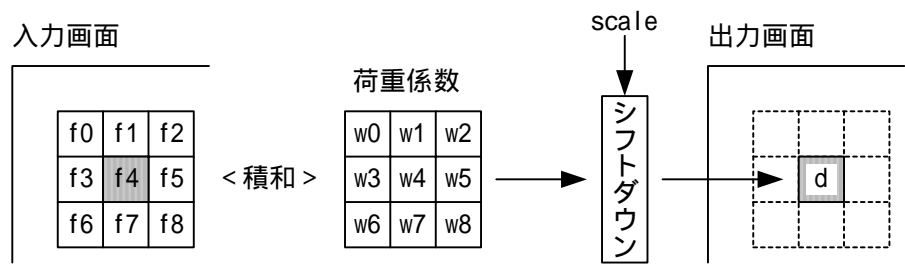 scale
入力画面
出力画面
荷重係数
f0 f1 f2
f3 f4 f5
f6 f7 f8
<積和>
w0 w1 w2
w3 w4 w5
w6 w7 w8
シフトダウン
d